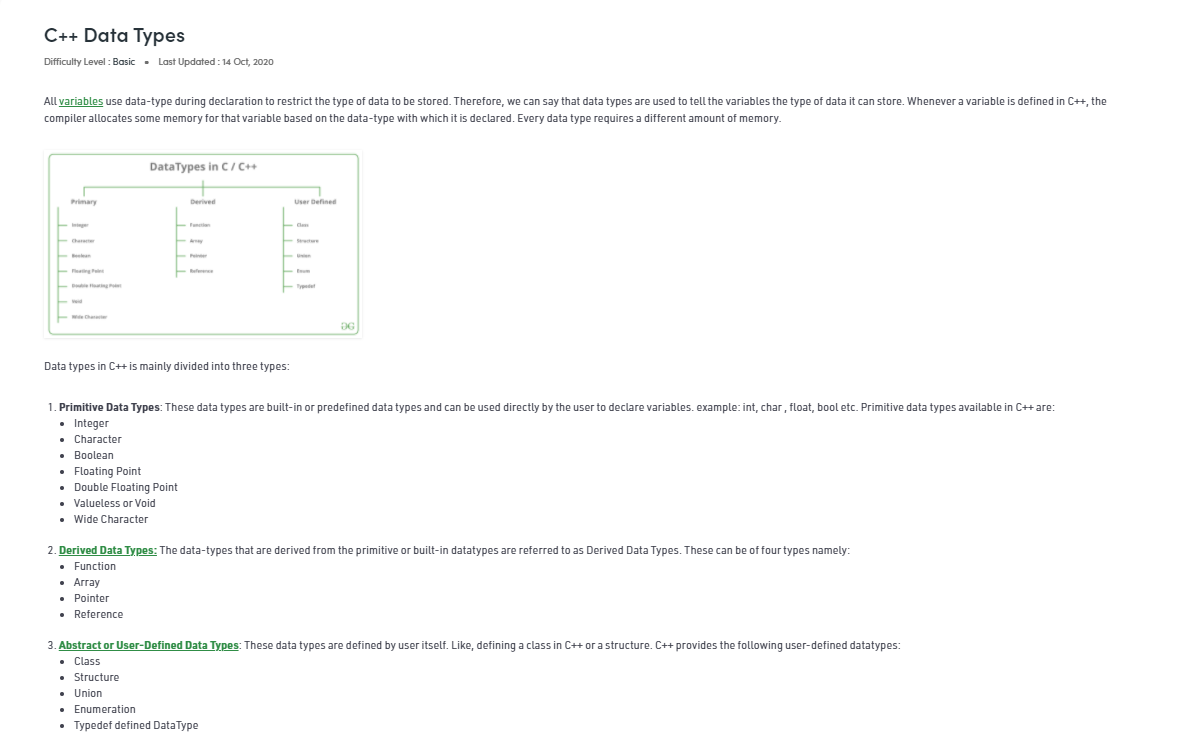 C++ Data Types
Difficulty Level : Basic • Last Updated : 14 Oct, 2020
All variables use data-type during declaration to restrict the type of data to be stored. Therefore, we can say that data types are used to tell the variables the type of data it can store. Whenever a variable is defined in C++, the
compiler allocates some memory for that variable based on the data-type with which it is declared. Every data type requires a different amount of memory.
DataTypes in C / C++
Primary Derived User Defined
Integer Function Class
Character Array Structure
Boolean Pointer Union
Floating Point Reference Enum
Double Floating Point Typedef
Void
Wide Character
Data types in C++ is mainly divided into three types:
1. Primitive Data Types: These data types are built-in or predefined data types and can be used directly by the user to declare variables. example: int, char , float, bool etc. Primitive data types available in C++ are:
• Integer
• Character
• Boolean
• Floating Point
• Double Floating Point
• Valueless or Void
• Wide Character
2. Derived Data Types: The data-types that are derived from the primitive or built-in datatypes are referred to as Derived Data Types. These can be of four types namely:
• Function
• Array
• Pointer
• Reference
3. Abstract or User-Defined Data Types: These data types are defined by user itself. Like, defining a class in C++ or a structure. C++ provides the following user-defined datatypes:
• Class
• Structure
• Union
• Enumeration
• Typedef defined DataType